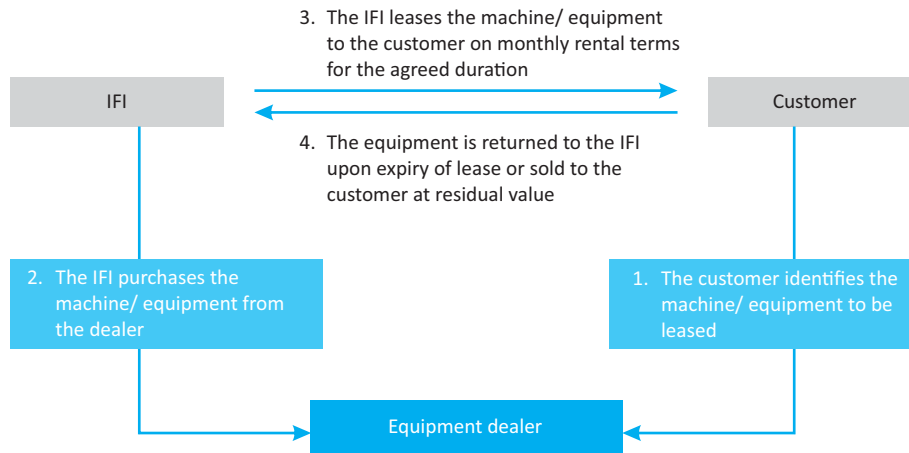 3. The IFI leases the machine/ equipment
to the customer on monthly rental terms
for the agreed duration
IFI
Customer
4. The equipment is returned to the IFI
upon expiry of lease or sold to the
customer at residual value
2. The IFI purchases the
machine/ equipment from
the dealer
1. The customer identifies the
machine/ equipment to be
leased
Equipment dealer